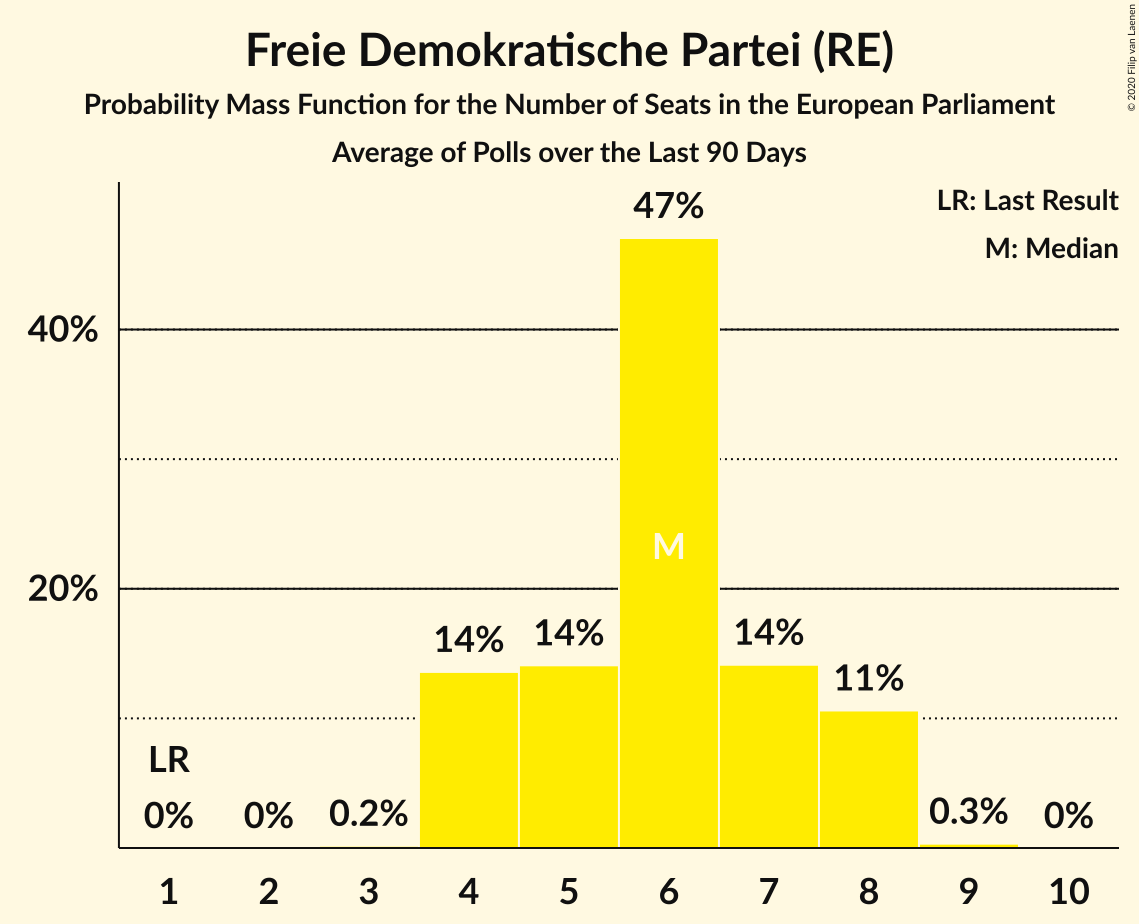 Freie Demokratische Partei (RE)
Probability Mass Function for the Number of Seats in the European Parliament
Average of Polls over the Last 90 Days
© 2020 Filip van Laenen
LR: Last Result
M: Median
47%
40%
M
20%
14%
14%
14%
11%
LR
0%
0%
0.2%
0.3%
0%
1 2 3 4 5 6 7 8 9 10